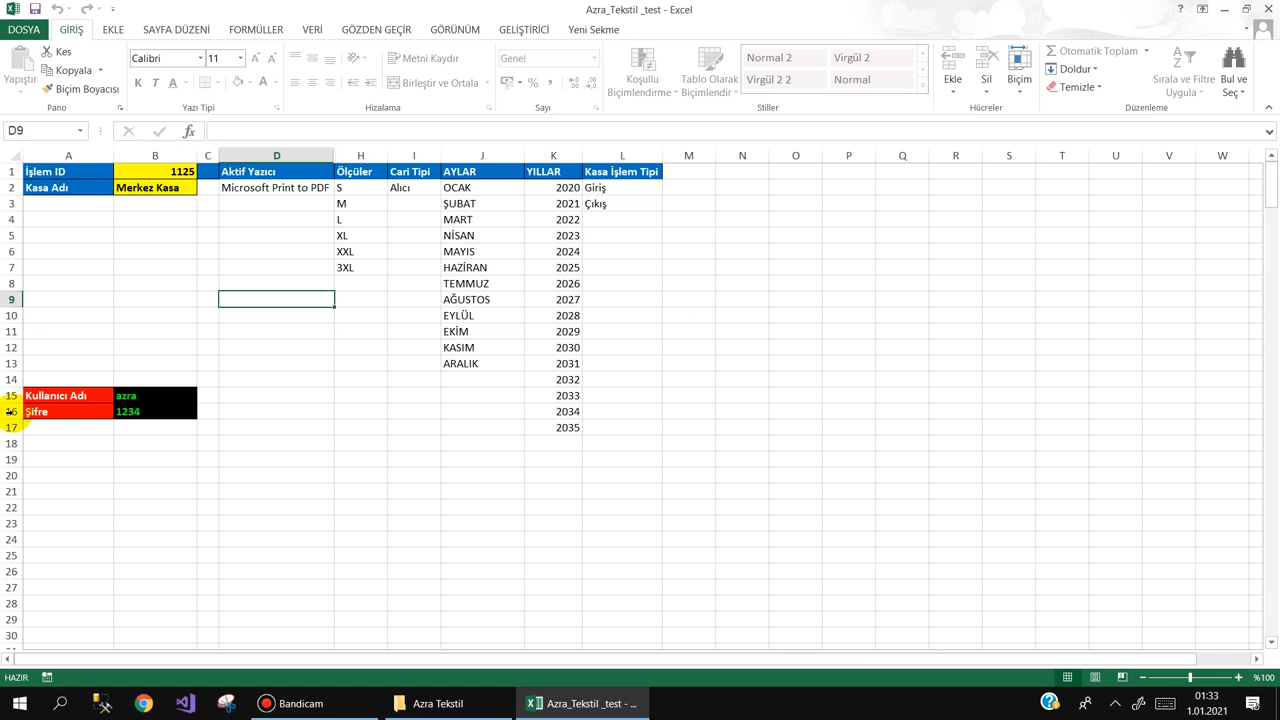 Azra_Tekstil _test - Excel
DOSYA GİRİŞ EKLE SAYFA DÜZENİ FORMÜLLER VERİ GÖZDEN GEÇİR GÖRÜNÜM GELİŞTİRİCİ Yeni Sekme
Yapıştır
Kes
Kopyala
Biçim Boyacısı
Pano
Calibri 11
K T A
Yazı Tipi
Metni Kaydır
Birleştir ve Ortala
Hizalama
Genel
%
Sayı
Koşullu Biçimlendirme
Tablo Olarak Biçimlendir
Normal 2 Virgül 2
Virgül 2 2 Normal
Stiller
Ekle Sil Biçim
Hücreler
Otomatik Toplam
Doldur
Temizle
Sırala ve Filtre Uygula
Bul ve Seç
Düzenleme
D9 fx
A B C D H I J K L M N O P Q R S T U V W
1 İşlem ID 1125 Aktif Yazıcı Ölçüler Cari Tipi AYLAR YILLAR Kasa İşlem Tipi
2 Kasa Adı Merkez Kasa Microsoft Print to PDF S Alıcı OCAK 2020 Giriş
3 M ŞUBAT 2021 Çıkış
4 L MART 2022
5 XL NİSAN 2023
6 XXL MAYIS 2024
7 3XL HAZİRAN 2025
8 TEMMUZ 2026
9 AĞUSTOS 2027
10 EYLÜL 2028
11 EKİM 2029
12 KASIM 2030
13 ARALIK 2031
14 2032
15 Kullanıcı Adı azra 2033
16 Şifre 1234 2034
17 2035
18
19
20
21
22
23
24
25
26
27
28
29
30
HAZIR %100
Bandicam Azra Tekstil Azra_Tekstil _test - ...
01:33
1.01.2021